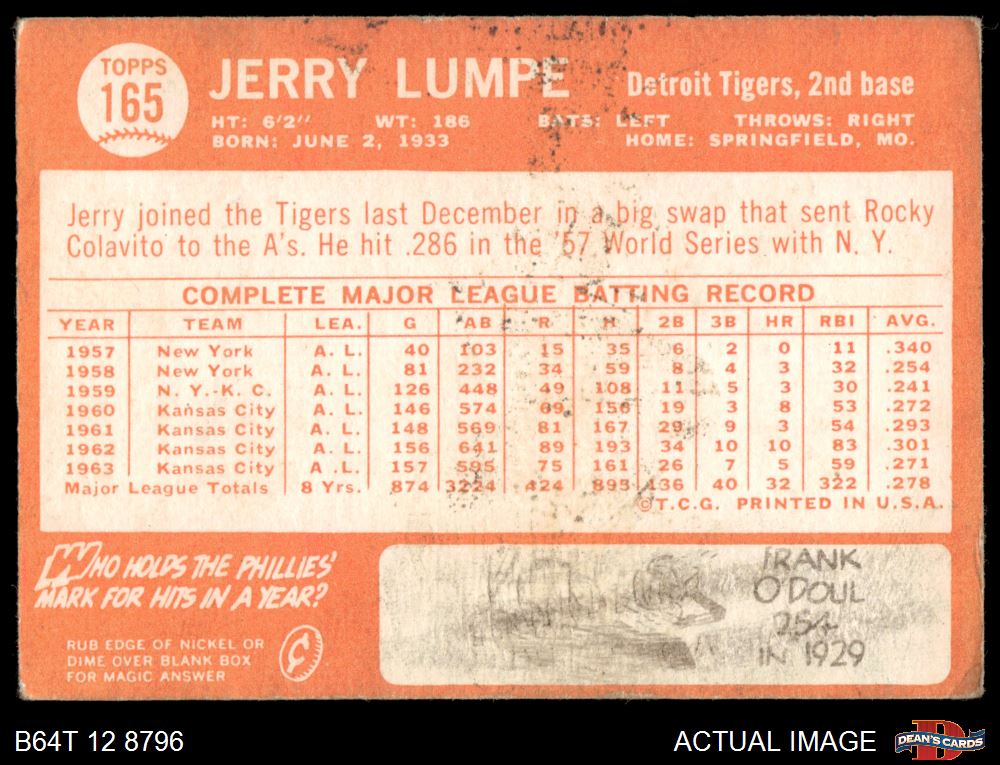 TOPPS
165
JERRY LUMPE
Detroit Tigers, 2nd base
HT: 6'2" WT: 186 BATS: LEFT THROWS: RIGHT
BORN: JUNE 2, 1933 HOME: SPRINGFIELD, MO.
Jerry joined the Tigers last December in a big swap that sent Rocky
Colavito to the A's. He hit .286 in the '57 World Series with N. Y.
COMPLETE MAJOR LEAGUE BATTING RECORD
YEAR TEAM LEA. G AB R H 2B 3B HR RBI AVG.
1957 New York A. L. 40 103 15 35 6 2 0 11 .340
1958 New York A. L. 81 232 34 59 8 4 3 32 .254
1959 N. Y.-K. C. A. L. 126 448 49 108 11 5 3 30 .241
1960 Kansas City A. L. 146 574 69 156 19 3 8 53 .272
1961 Kansas City A. L. 148 569 81 167 29 9 3 54 .293
1962 Kansas City A. L. 156 641 89 193 34 10 10 83 .301
1963 Kansas City A .L. 157 595 75 161 26 7 5 59 .271
Major League Totals 8 Yrs. 874 3224 424 893 136 40 32 322 .278
©T.C.G. PRINTED IN U.S.A.
WHO HOLDS THE PHILLIES'
MARK FOR HITS IN A YEAR?
RUB EDGE OF NICKEL OR
DIME OVER BLANK BOX
FOR MAGIC ANSWER
FRANK
O'DOUL
254
IN 1929
B64T 12 8796
ACTUAL IMAGE
DEAN'S CARDS